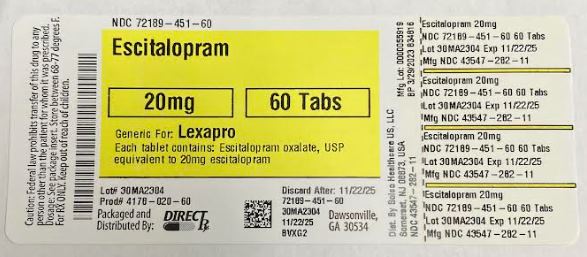 NDC 72189-451-60
Escitalopram
20mg
60 Tabs
Generic For: Lexapro
Each tablet contains: Escitalopram oxalate, USP
equivalent to 20mg escitalopram
Lot# 30MA2304
Prod# 4176-020-60
Packaged and
Distributed By:
DIRECT Rx
Discard After: 11/22/25
72189-451-60
30MA2304
11/22/25
BVXG2
Dawsonville,
GA 30534
Caution: Federal law prohibits transfer of this drug to any
person other than the patient for whom it was prescribed.
Dosage: See package insert. Store between 68-77 degrees F.
For RX ONLY. Keep out of reach of children.
Mfg Lot: 0000055919
BP 3/29/2023 834816
Dist. By Solco Healthcare US, LLC
Somerset, NJ 08873, USA
NDC 43547-282-11
Escitalopram 20mg
NDC 72189-451-60 60 Tabs
Lot 30MA2304 Exp 11/22/25
Mfg NDC 43547-282-11
Escitalopram 20mg
NDC 72189-451-60 60 Tabs
Lot 30MA2304 Exp 11/22/25
Mfg NDC 43547-282-11
Escitalopram 20mg
NDC 72189-451-60 60 Tabs
Lot 30MA2304 Exp 11/22/25
Mfg NDC 43547-282-11
Escitalopram 20mg
NDC 72189-451-60 60 Tabs
Lot 30MA2304 Exp 11/22/25
Mfg NDC 43547-282-11